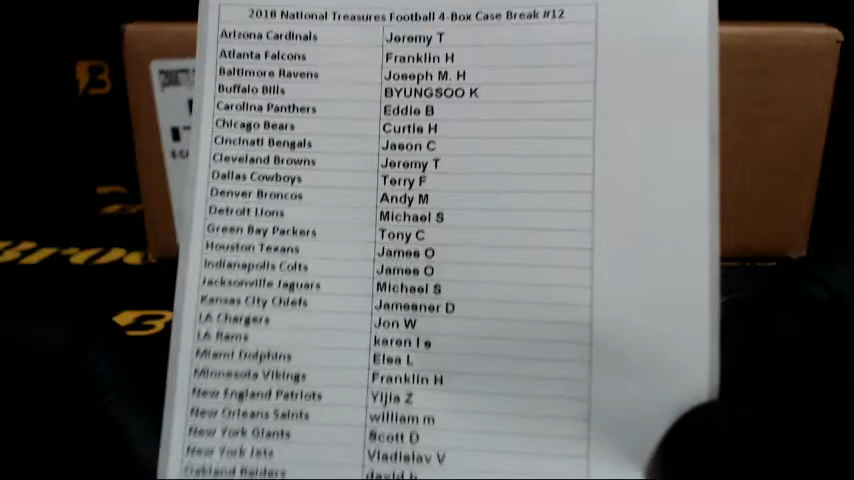 2018 National Treasures Football 4-Box Case Break #12
Arizona Cardinals Jeremy T
Atlanta Falcons Franklin H
Baltimore Ravens Joseph M. H
Buffalo Bills BYUNGSOO K
Carolina Panthers Eddie B
Chicago Bears Curtis H
Cincinnati Bengals Jason C
Cleveland Browns Jeremy T
Dallas Cowboys Terry F
Denver Broncos Andy M
Detroit Lions Michael S
Green Bay Packers Tony C
Houston Texans James O
Indianapolis Colts James O
Jacksonville Jaguars Michael S
Kansas City Chiefs Jamesner D
LA Chargers Jon W
LA Rams karen l s
Miami Dolphins Elsa L
Minnesota Vikings Franklin H
New England Patriots Yijia Z
New Orleans Saints william m
New York Giants Scott D
New York Jets Vladislav V
Oakland Raiders david